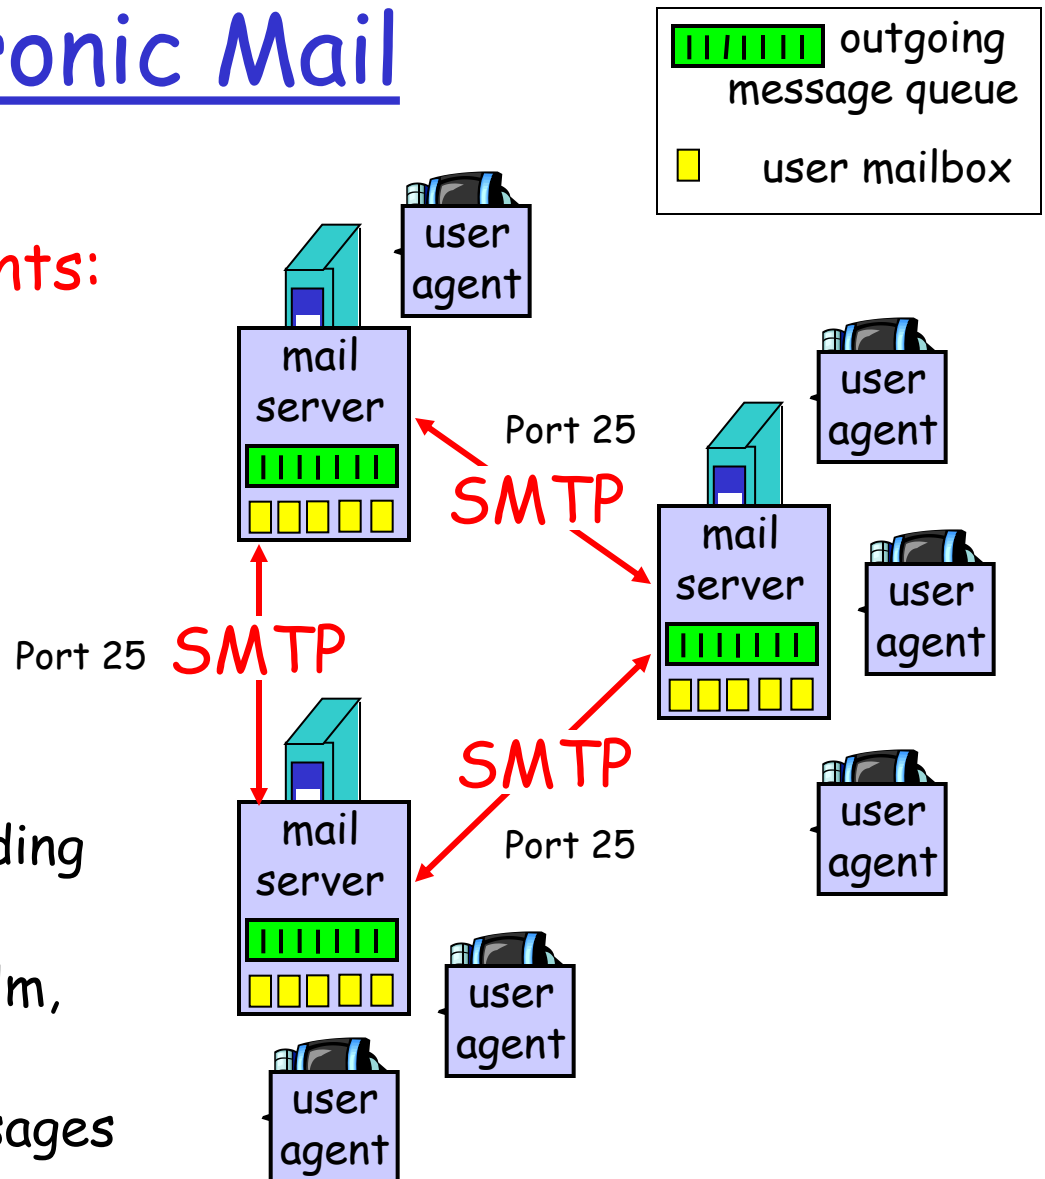 ronic Mail
outgoing
message queue
user mailbox
nts:
user
agent
mail
server
user
agent
Port 25
SMTP
mail
server
user
agent
Port 25
SMTP
SMTP
Port 25
mail
server
user
agent
ding
user
agent
m,
user
agent
sages